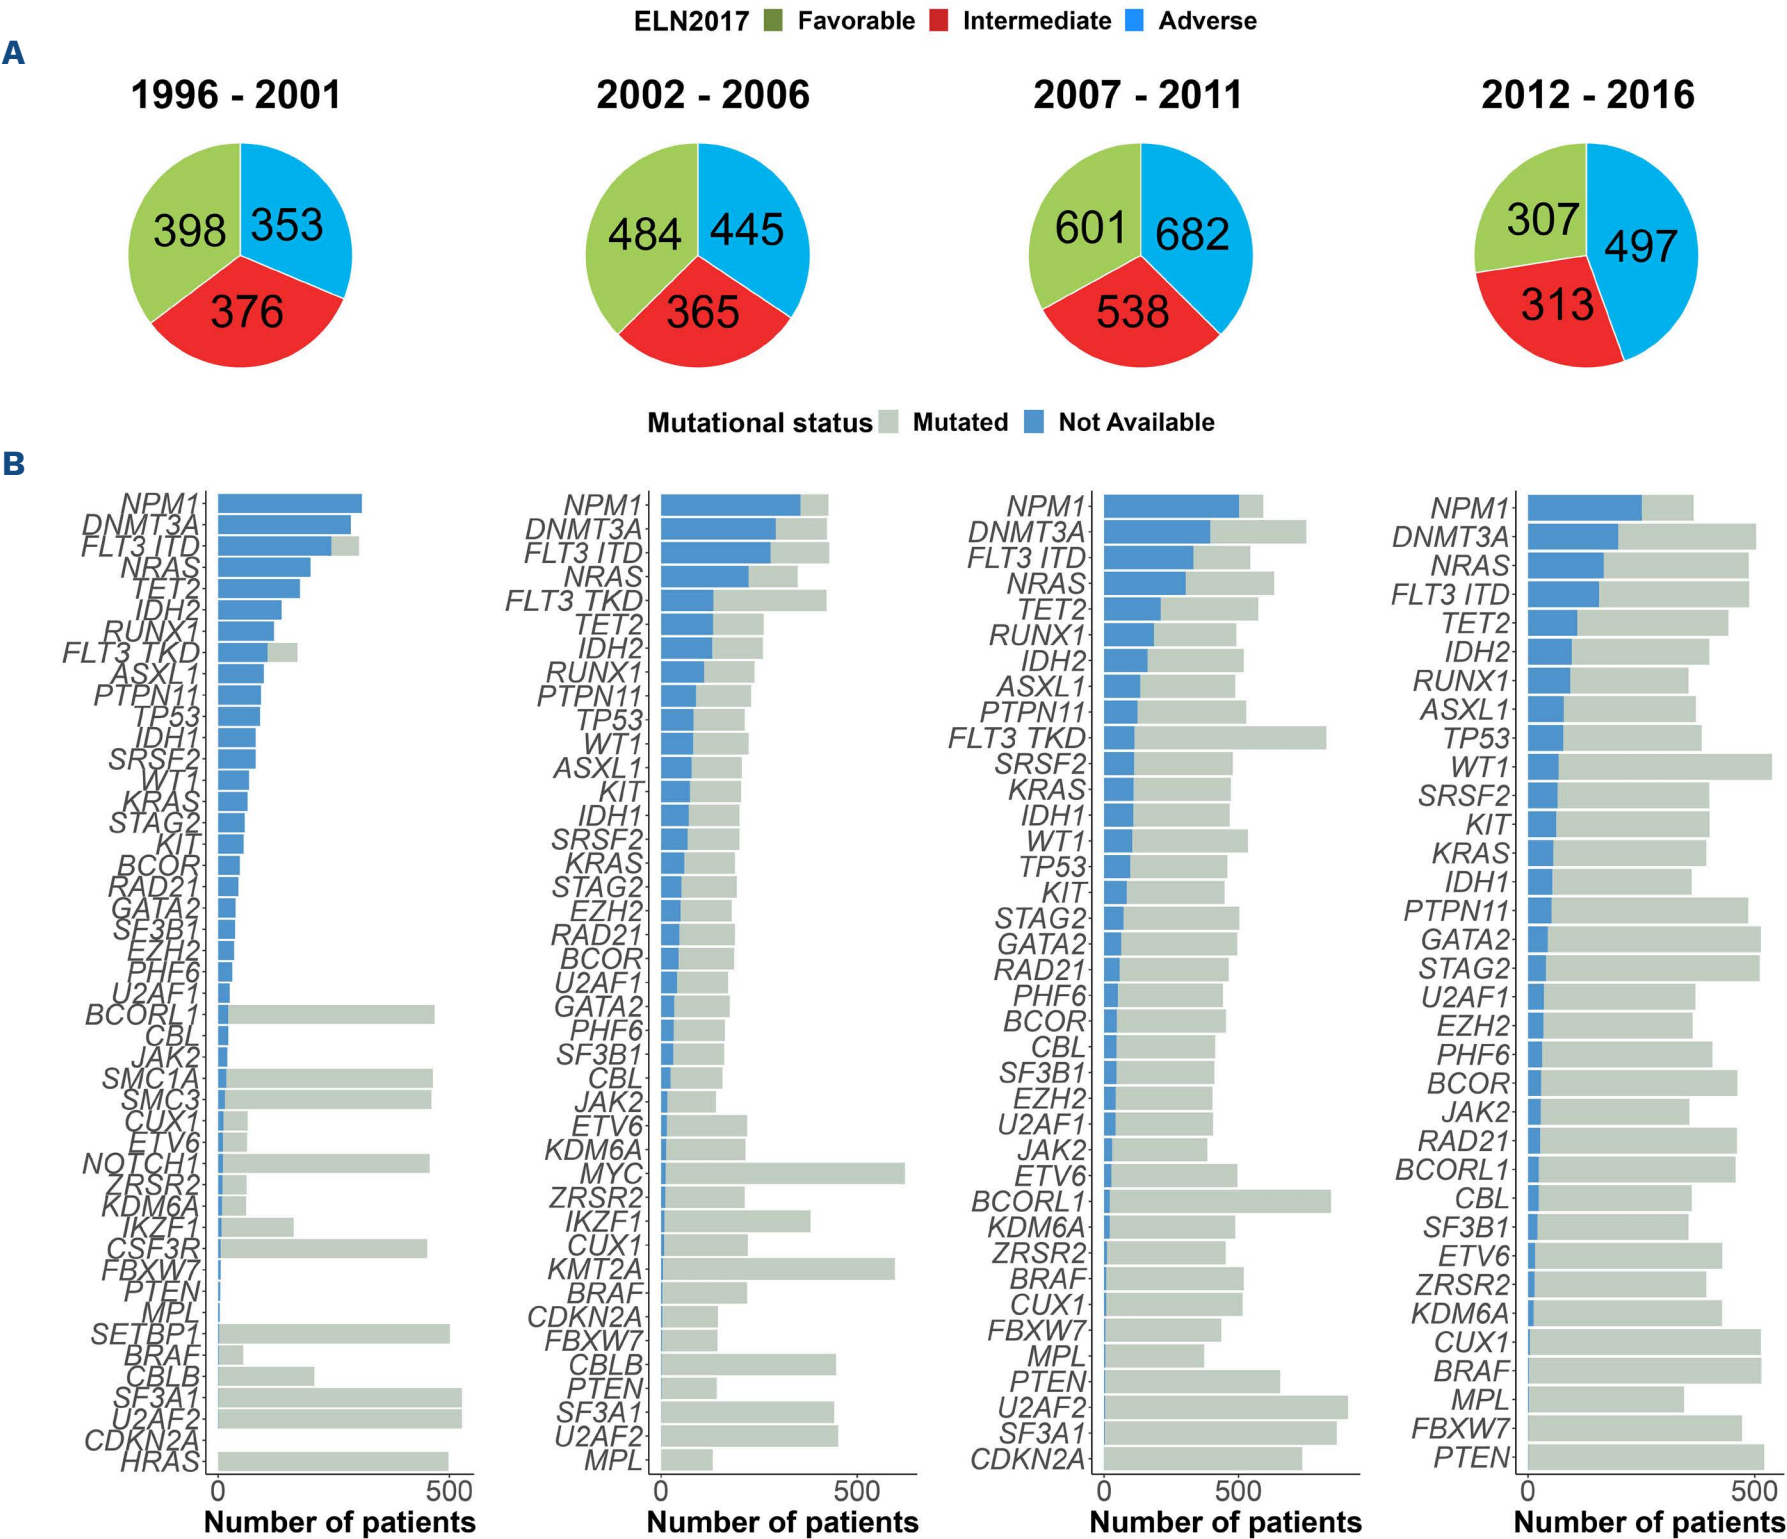 ELN2017 Favorable Intermediate Adverse
A
1996 - 2001
2002 - 2006
2007 - 2011
2012 - 2016
398 353 376
484 445 365
601 682 538
307 497 313
Mutational status Mutated Not Available
B
NPM1
DNMT3A
FLT3 ITD
NRAS
TET2
IDH2
RUNX1
FLT3 TKD
ASXL1
PTPN11
TP53
IDH1
SRSF2
WT1
KRAS
STAG2
KIT
BCOR
RAD21
GATA2
SF3B1
EZH2
PHF6
U2AF1
BCORL1
CBL
JAK2
SMC1A
SMC3
CUX1
ETV6
NOTCH1
ZRSR2
KDM6A
IKZF1
CSF3R
FBXW7
PTEN
MPL
SETBP1
BRAF
CBLB
SF3A1
U2AF2
CDKN2A
HRAS
0 500
Number of patients
NPM1
DNMT3A
FLT3 ITD
NRAS
FLT3 TKD
TET2
IDH2
RUNX1
PTPN11
TP53
WT1
ASXL1
KIT
IDH1
SRSF2
KRAS
STAG2
EZH2
RAD21
BCOR
U2AF1
GATA2
PHF6
SF3B1
CBL
JAK2
ETV6
KDM6A
MYC
ZRSR2
IKZF1
CUX1
KMT2A
BRAF
CDKN2A
FBXW7
CBLB
PTEN
SF3A1
U2AF2
MPL
0 500
Number of patients
NPM1
DNMT3A
FLT3 ITD
NRAS
TET2
RUNX1
IDH2
ASXL1
PTPN11
FLT3 TKD
SRSF2
KRAS
IDH1
WT1
TP53
KIT
STAG2
GATA2
RAD21
PHF6
BCOR
CBL
SF3B1
EZH2
U2AF1
JAK2
ETV6
BCORL1
KDM6A
ZRSR2
BRAF
CUX1
FBXW7
MPL
PTEN
U2AF2
SF3A1
CDKN2A
0 500
Number of patients
NPM1
DNMT3A
NRAS
FLT3 ITD
TET2
IDH2
RUNX1
ASXL1
TP53
WT1
SRSF2
KIT
KRAS
IDH1
PTPN11
GATA2
STAG2
U2AF1
EZH2
PHF6
BCOR
JAK2
RAD21
BCORL1
CBL
SF3B1
ETV6
ZRSR2
KDM6A
CUX1
BRAF
MPL
FBXW7
PTEN
0 500
Number of patients